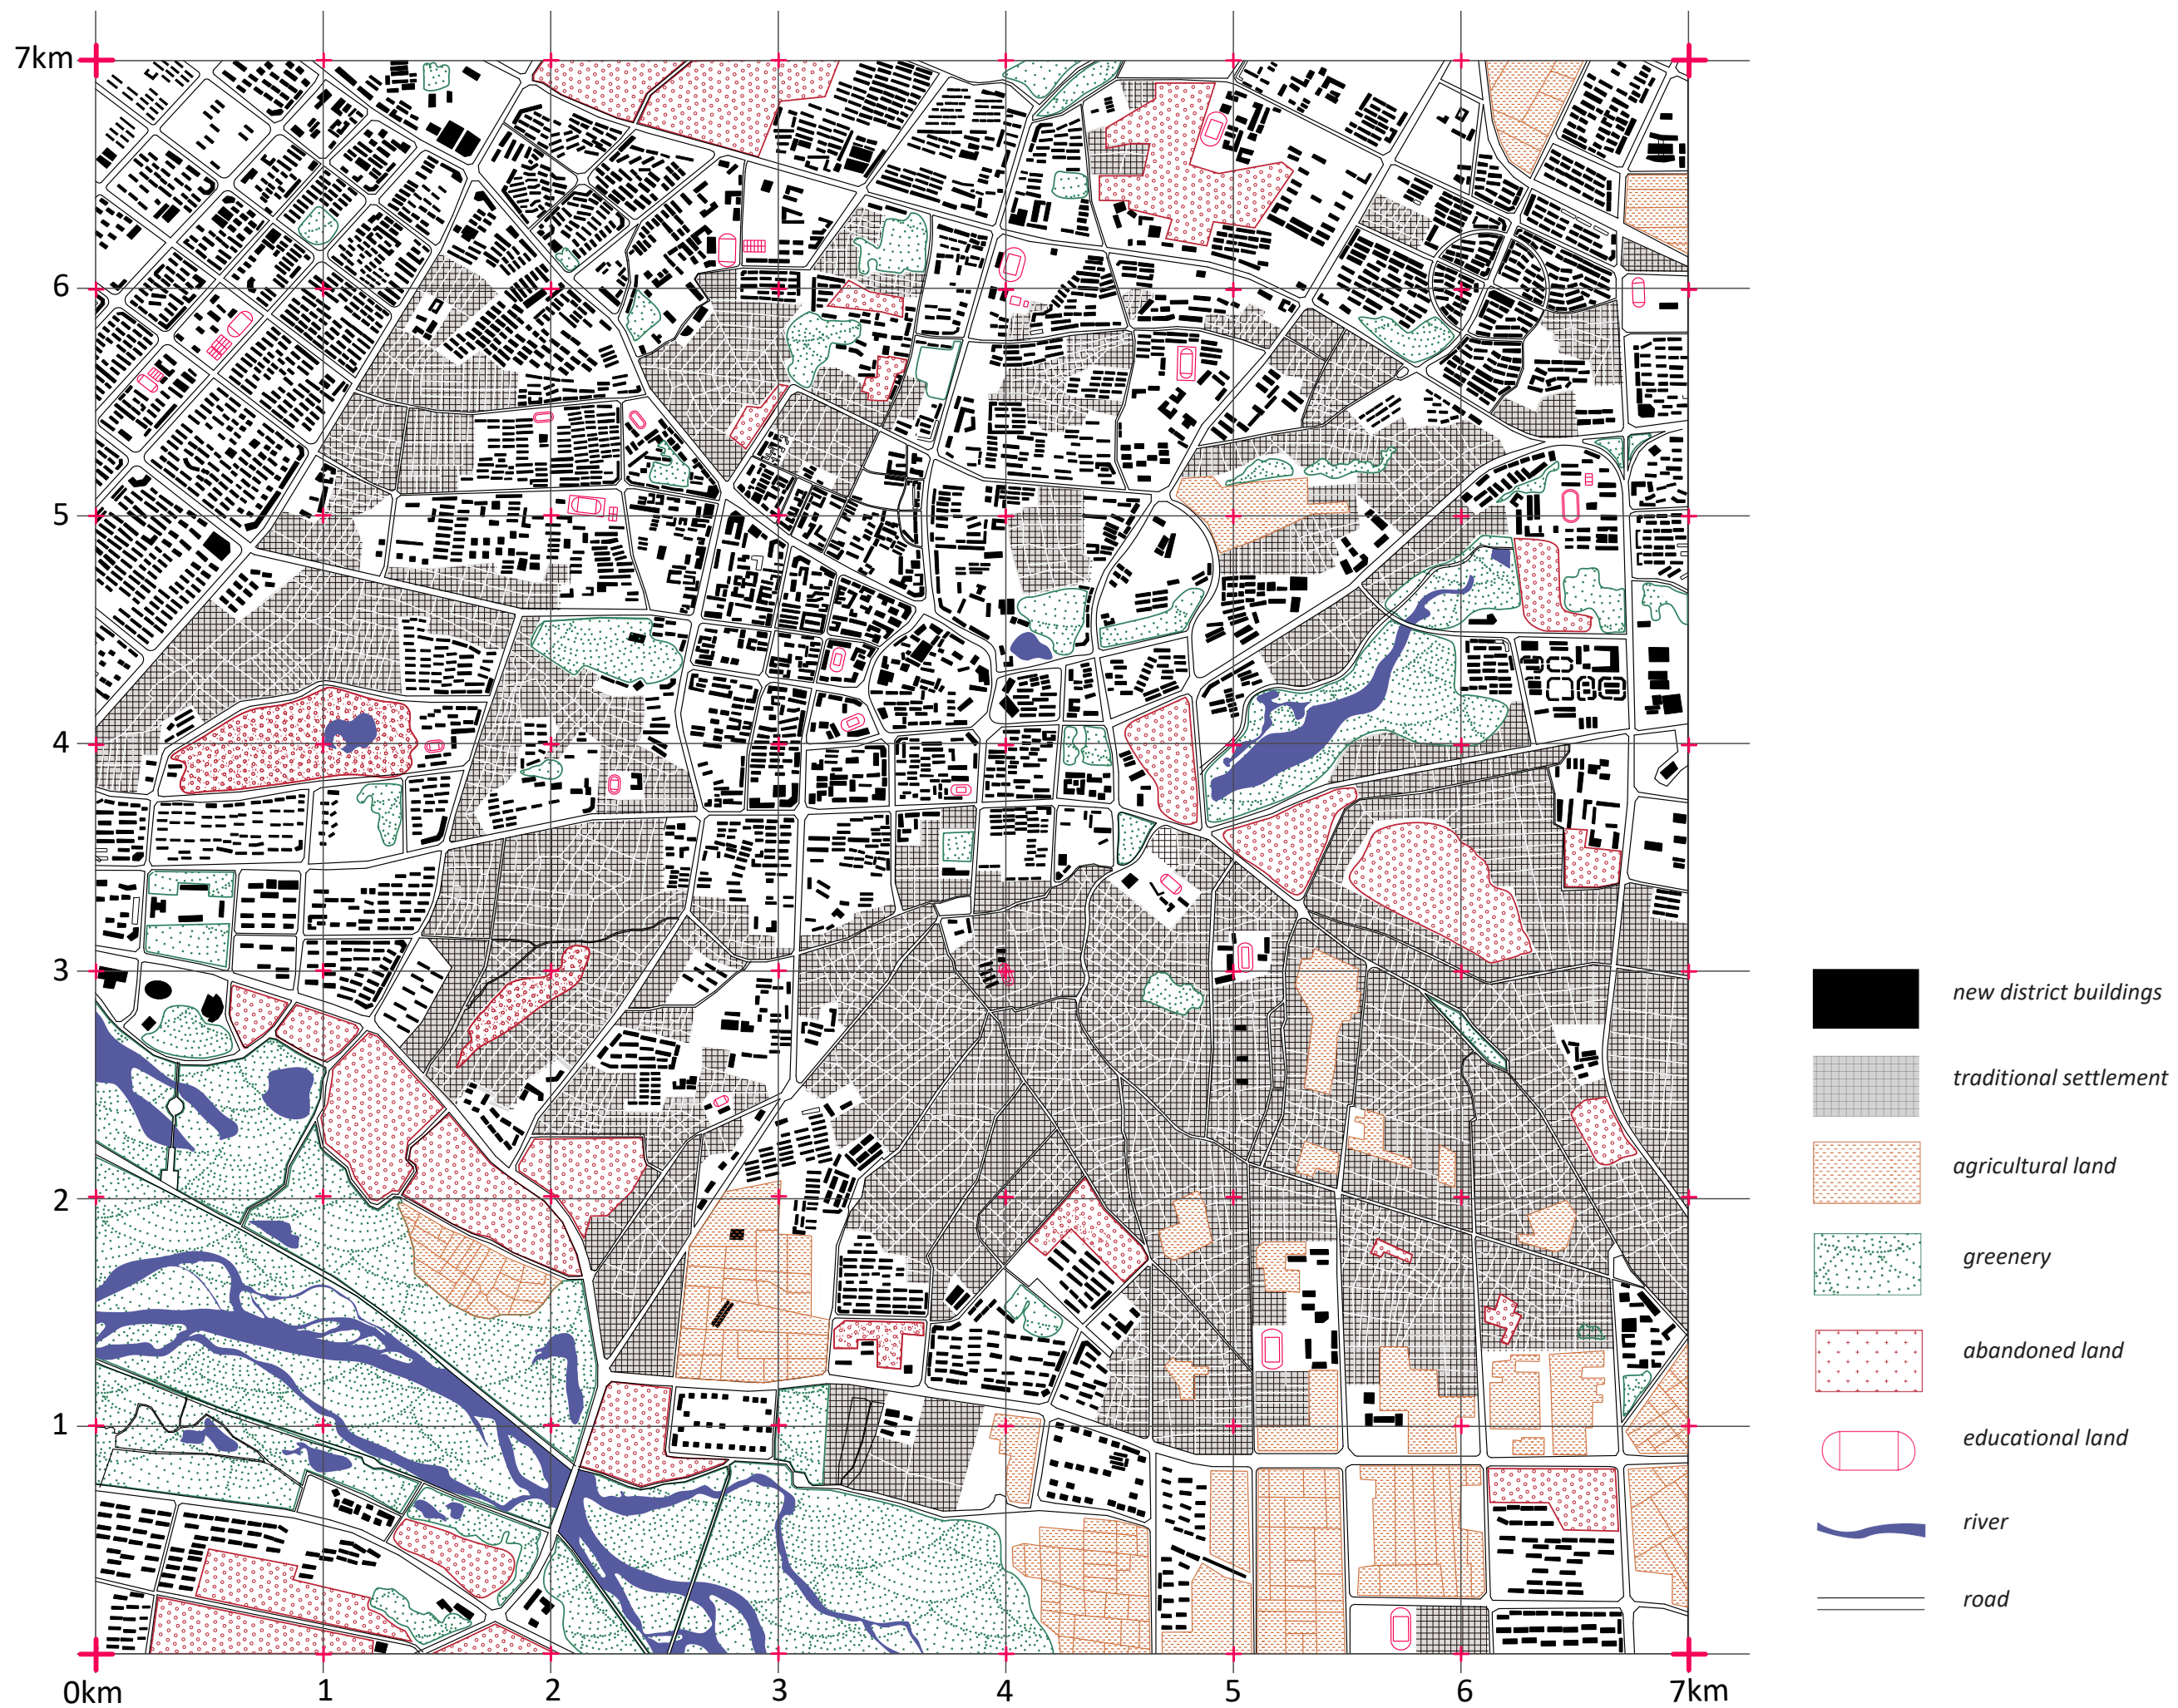 7km
6
5
4
3
2
1
0km
1
2
3
4
5
6
7km
new district buildings
traditional settlement
agricultural land
greenery
abandoned land
educational land
river
road